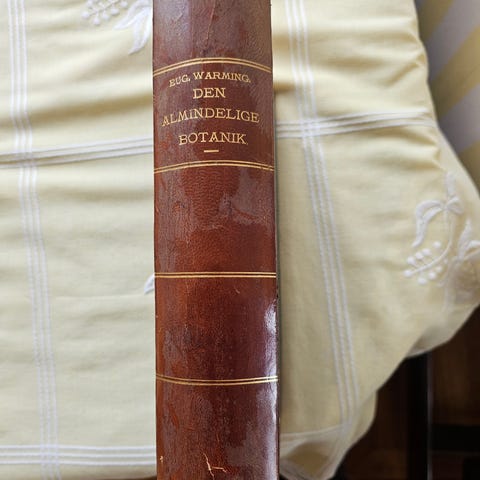 EUG. WARMING.
DEN
ALMINDELIGE
BOTANIK.